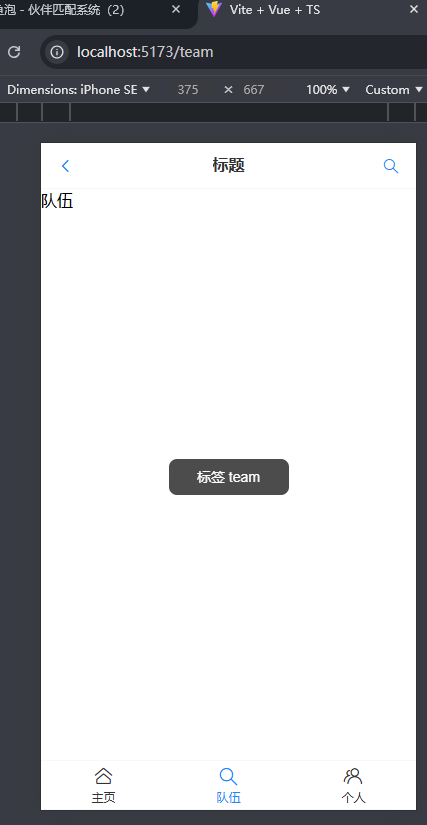 鱼泡 - 伙伴匹配系统（2）
Vite + Vue + TS
localhost:5173/team
Dimensions: iPhone SE 375 × 667 100% Custom
标题
队伍
标签 team
主页 队伍 个人